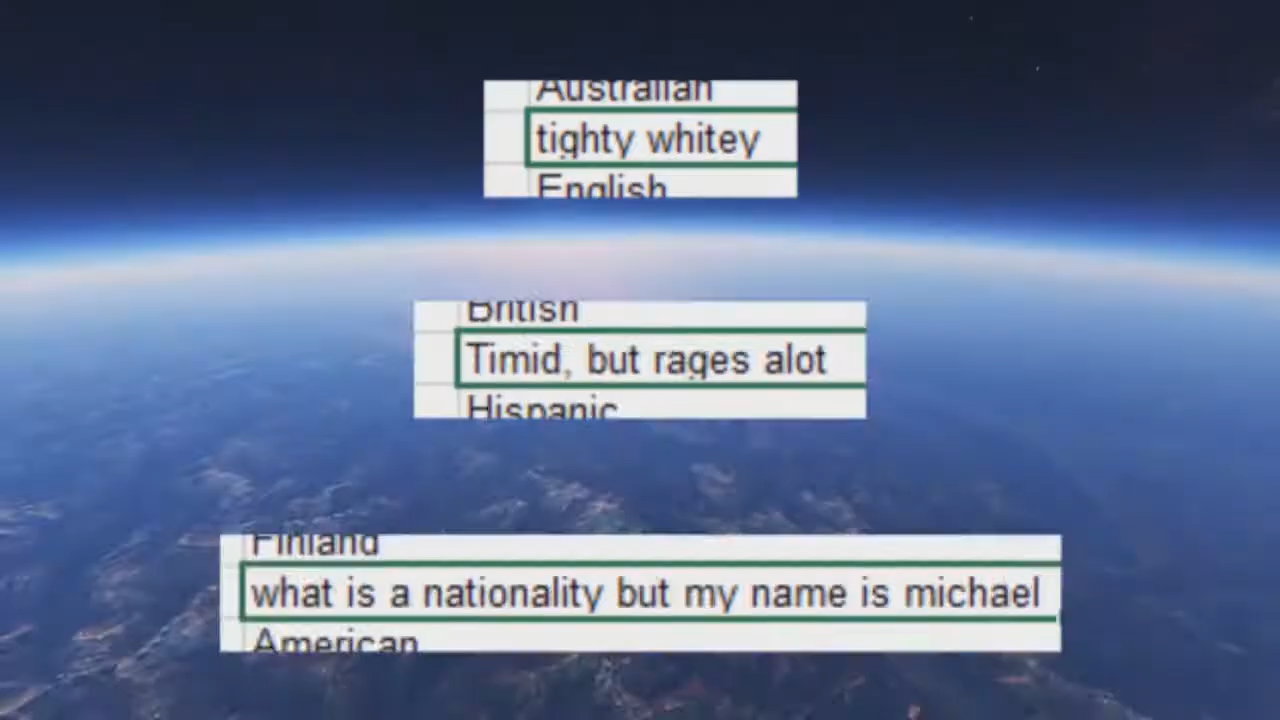 Australian
tighty whitey
English
British
Timid, but rages alot
Hispanic
Finland
what is a nationality but my name is michael
American